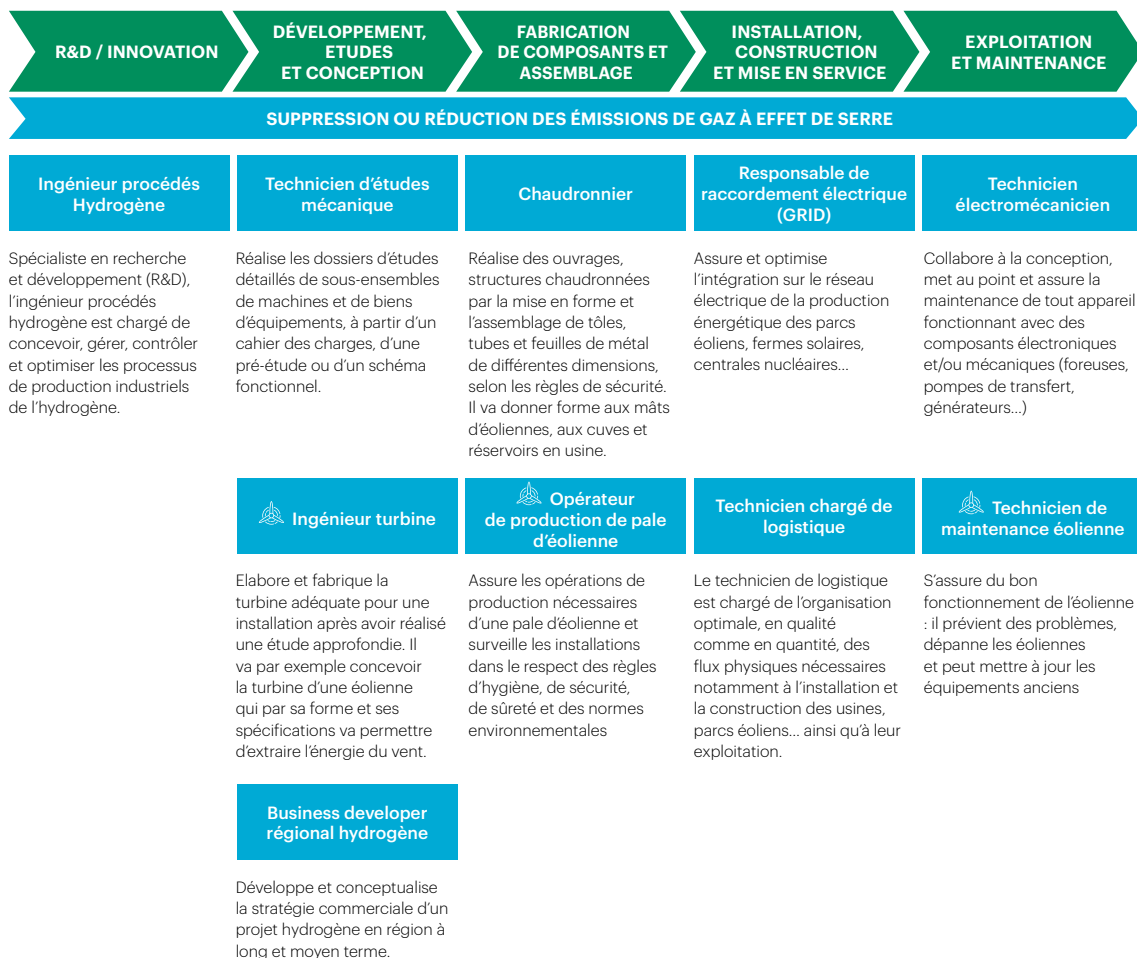 R&D / INNOVATION
DÉVELOPPEMENT,
ETUDES
ET CONCEPTION
FABRICATION
DE COMPOSANTS ET
ASSEMBLAGE
INSTALLATION,
CONSTRUCTION
ET MISE EN SERVICE
EXPLOITATION
ET MAINTENANCE
SUPPRESSION OU RÉDUCTION DES ÉMISSIONS DE GAZ À EFFET DE SERRE
Ingénieur procédés
Hydrogène
Spécialiste en recherche
et développement (R&D),
l'ingénieur procédés
hydrogène est chargé de
concevoir, gérer, contrôler
et optimiser les processus
de production industriels
de l'hydrogène.
Technicien d'études
mécanique
Réalise les dossiers d'études
détaillés de sous-ensembles
de machines et de biens
d'équipements, à partir d'un
cahier des charges, d'une
pré-étude ou d'un schéma
fonctionnel.
Chaudronnier
Réalise des ouvrages,
structures chaudronnées
par la mise en forme et
l'assemblage de tôles,
tubes et feuilles de métal
de différentes dimensions,
selon les règles de sécurité.
Il va donner forme aux mâts
d'éoliennes, aux cuves et
réservoirs en usine.
Responsable de
raccordement électrique
(GRID)
Assure et optimise
l'intégration sur le réseau
électrique de la production
énergétique des parcs
éoliens, fermes solaires,
centrales nucléaires...
Technicien
électromécanicien
Collabore à la conception,
met au point et assure la
maintenance de tout appareil
fonctionnant avec des
composants électroniques
et/ou mécaniques (foreuses,
pompes de transfert,
générateurs...)
Ingénieur turbine
Elabore et fabrique la
turbine adéquate pour une
installation après avoir réalisé
une étude approfondie. Il
va par exemple concevoir
la turbine d'une éolienne
qui par sa forme et ses
spécifications va permettre
d'extraire l'énergie du vent.
Opérateur
de production de pale
d'éolienne
Assure les opérations de
production nécessaires
d'une pale d'éolienne et
surveille les installations
dans le respect des règles
d'hygiène, de sécurité,
de sûreté et des normes
environnementales
Technicien chargé de
logistique
Le technicien de logistique
est chargé de l'organisation
optimale, en qualité
comme en quantité, des
flux physiques nécessaires
notamment à l'installation et
la construction des usines,
parcs éoliens... ainsi qu'à leur
exploitation.
Technicien de
maintenance éolienne
S'assure du bon
fonctionnement de l'éolienne
: il prévient des problèmes,
dépanne les éoliennes
et peut mettre à jour les
équipements anciens
Business developer
régional hydrogène
Développe et conceptualise
la stratégie commerciale d'un
projet hydrogène en région à
long et moyen terme.